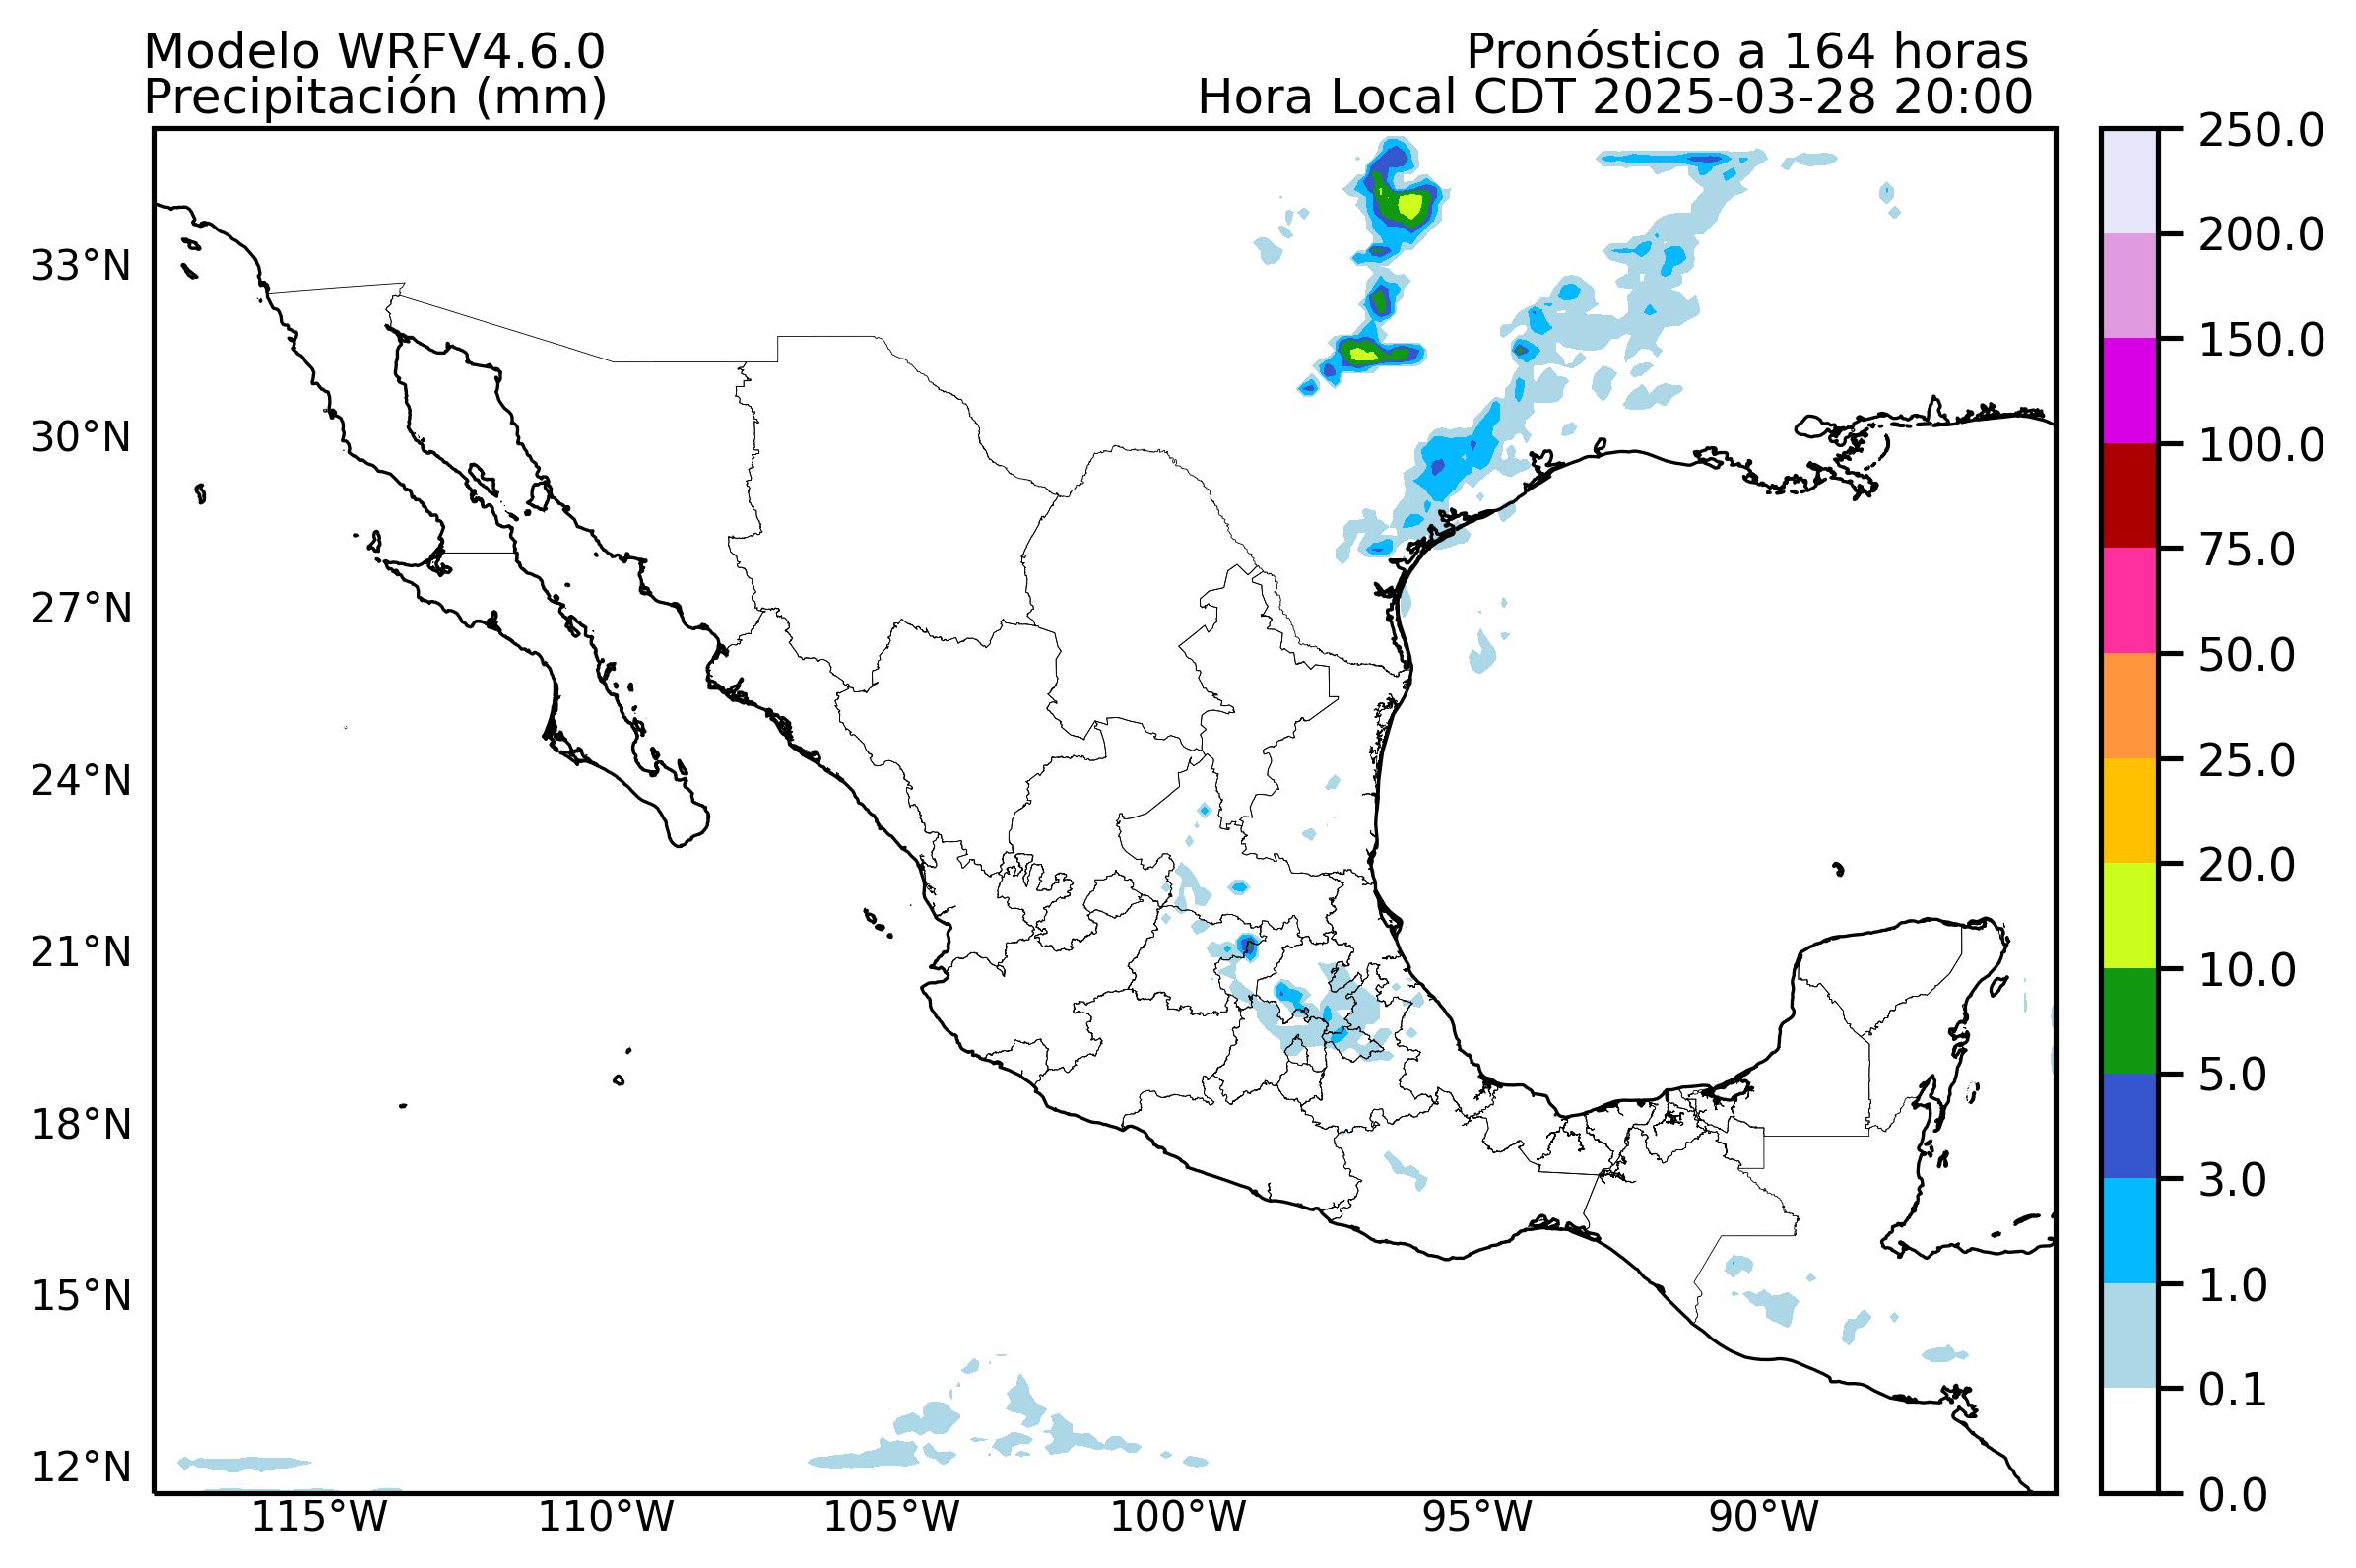 Modelo WRFV4.6.0
Pronóstico a 164 horas
Precipitación (mm)
Hora Local CDT 2025-03-28 20:00
33°N
30°N
27°N
24°N
21°N
18°N
15°N
12°N
115°W
110°W
105°W
100°W
95°W
90°W
250.0
200.0
150.0
100.0
75.0
50.0
25.0
20.0
10.0
5.0
3.0
1.0
0.1
0.0